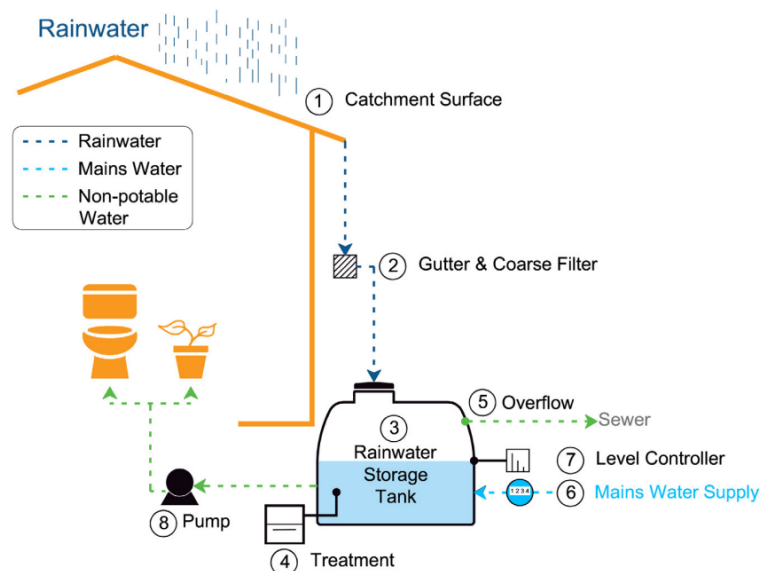 Rainwater
1 Catchment Surface
Rainwater
Mains Water
Non-potable
Water
2 Gutter & Coarse Filter
5 Overflow
Sewer
3
Rainwater
Storage
Tank
7 Level Controller
1234
6 Mains Water Supply
8 Pump
4 Treatment